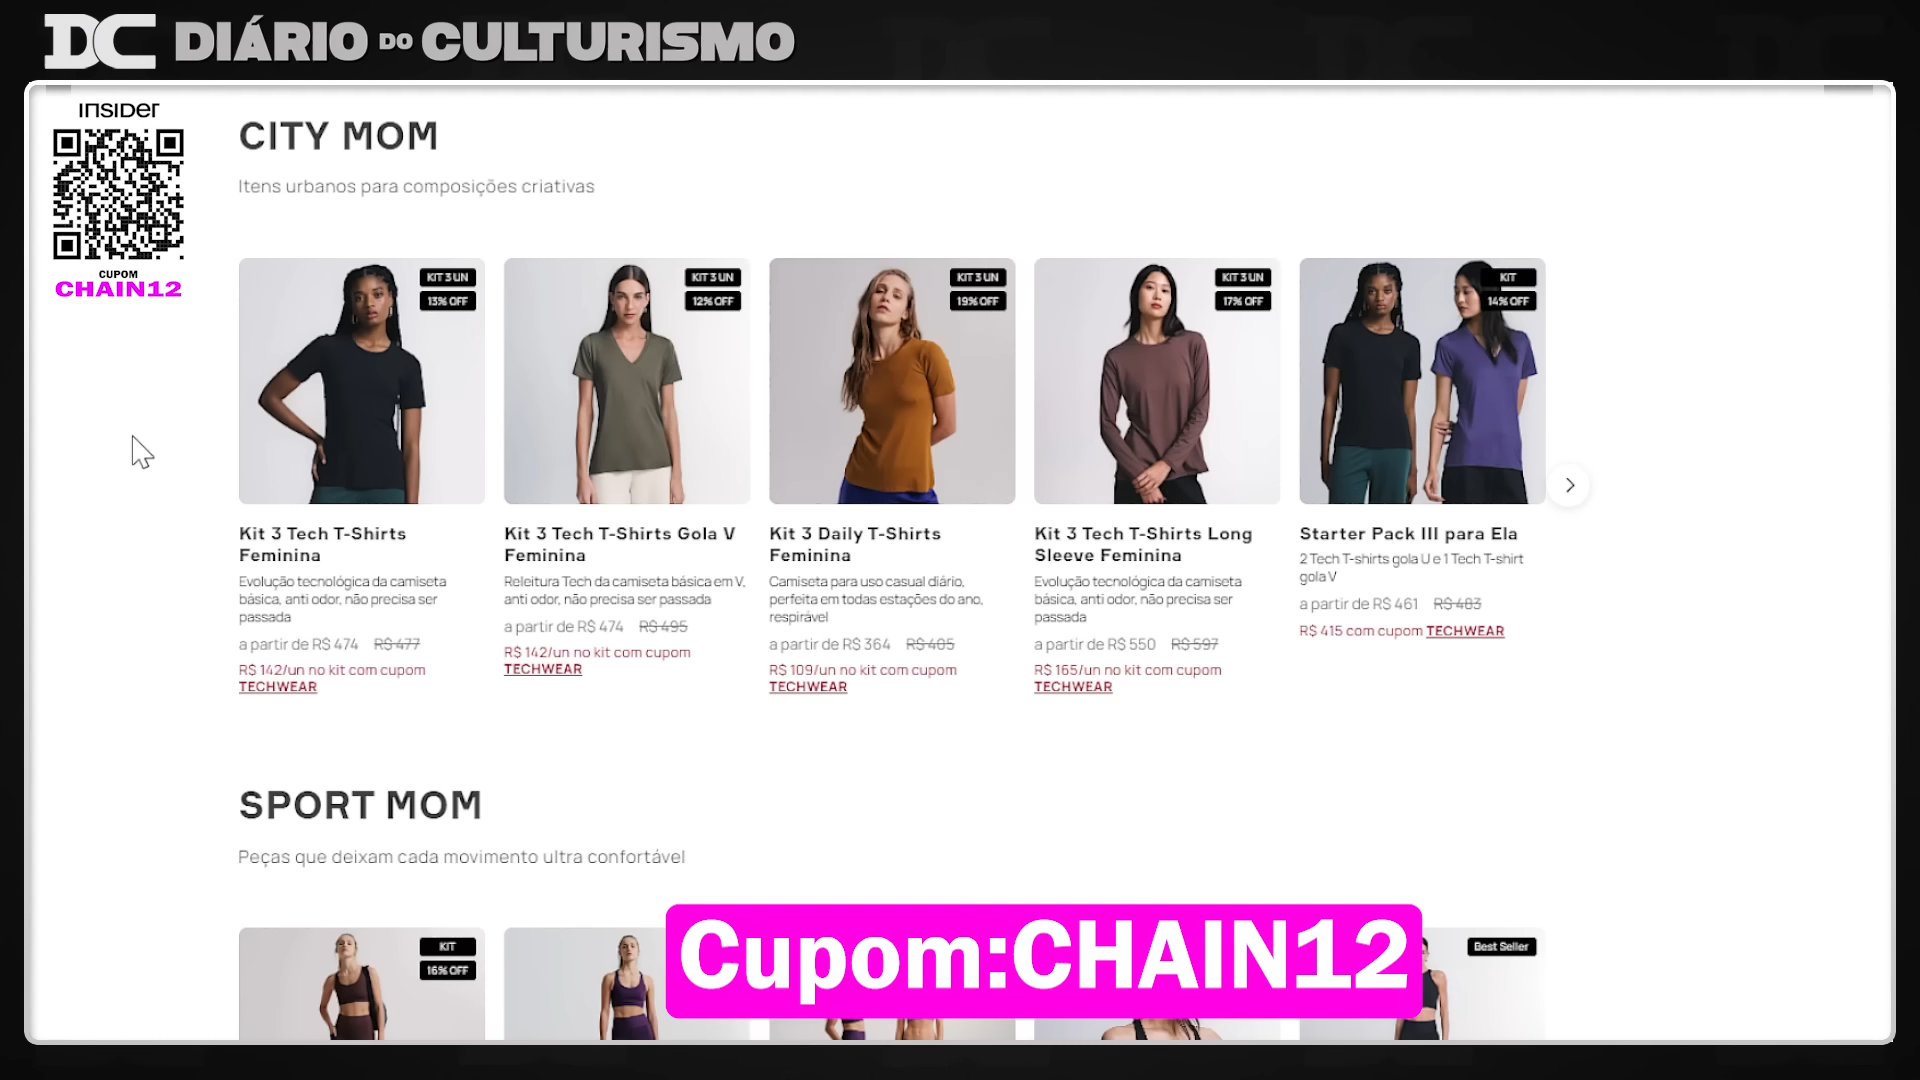 DC DIÁRIO DO CULTURISMO
INSIDER
CUPOM
CHAIN12
CITY MOM
Itens urbanos para composições criativas
KIT 3 UN
13% OFF
KIT 3 UN
12% OFF
KIT 3 UN
19% OFF
KIT 3 UN
17% OFF
KIT
14% OFF
Kit 3 Tech T-Shirts
Feminina
Evolução tecnológica da camiseta
básica, anti odor, não precisa ser
passada
a partir de R$ 474 R$ 477
R$ 142/un no kit com cupom
TECHWEAR
Kit 3 Tech T-Shirts Gola V
Feminina
Releitura Tech da camiseta básica em V,
anti odor, não precisa ser passada
a partir de R$ 474 R$ 495
R$ 142/un no kit com cupom
TECHWEAR
Kit 3 Daily T-Shirts
Feminina
Camiseta para uso casual diário,
perfeita em todas estações do ano,
respirável
a partir de R$ 364 R$ 405
R$ 109/un no kit com cupom
TECHWEAR
Kit 3 Tech T-Shirts Long
Sleeve Feminina
Evolução tecnológica da camiseta
básica, anti odor, não precisa ser
passada
a partir de R$ 550 R$ 597
R$ 165/un no kit com cupom
TECHWEAR
Starter Pack III para Ela
2 Tech T-shirts gola U e 1 Tech T-shirt
gola V
a partir de R$ 461 R$ 483
R$ 415 com cupom TECHWEAR
SPORT MOM
Peças que deixam cada movimento ultra confortável
KIT
16% OFF
Best Seller
Cupom:CHAIN12